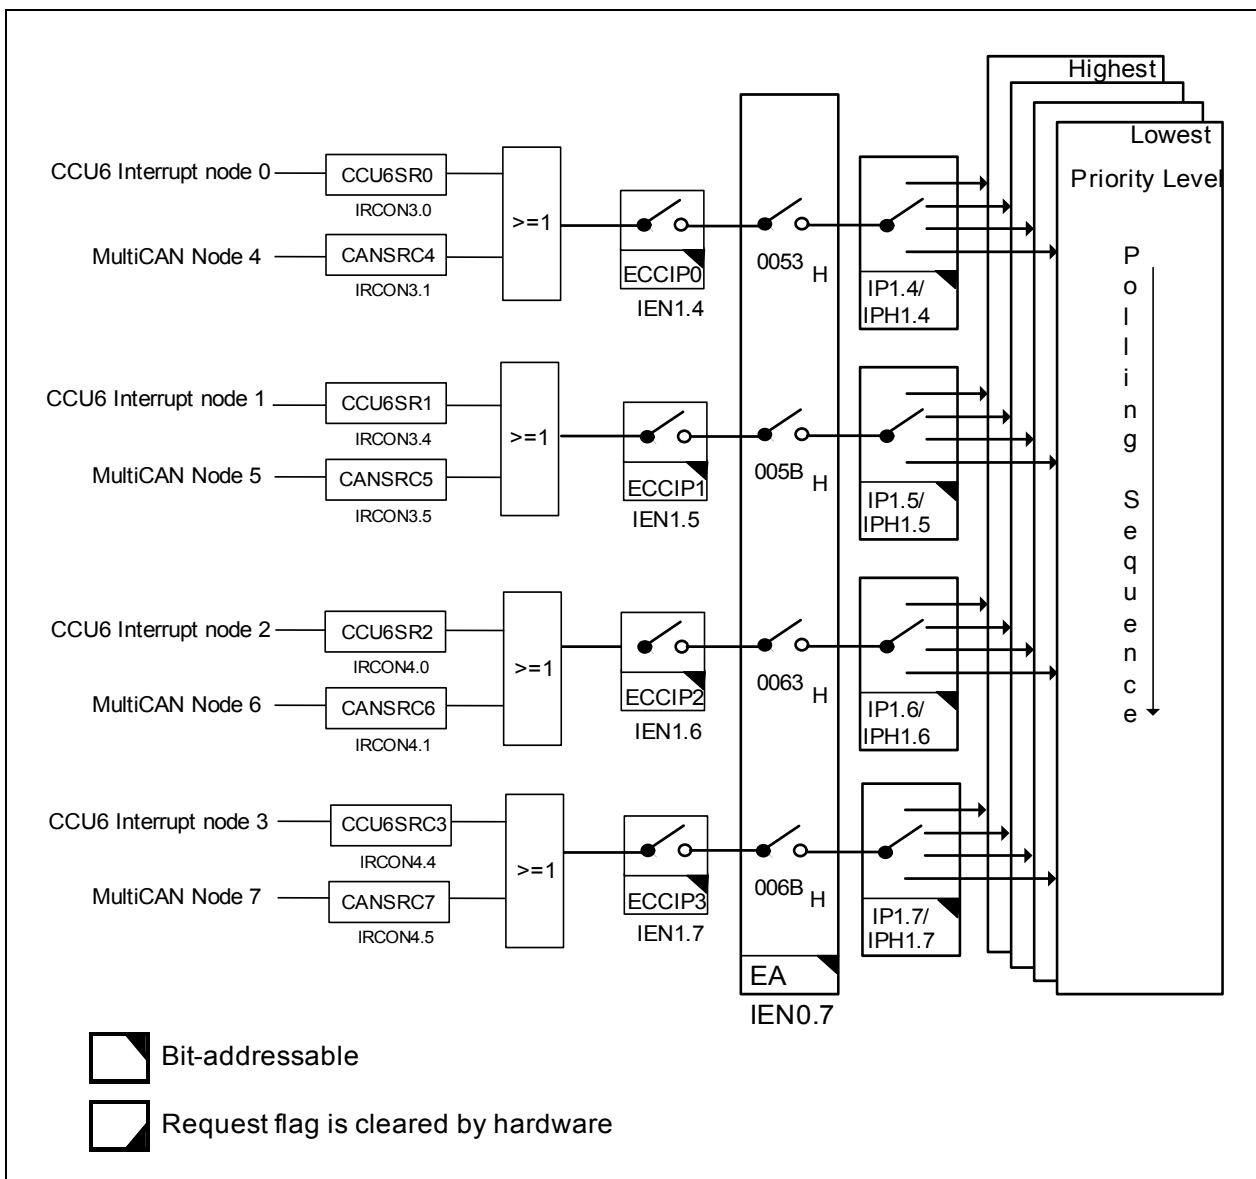 Highest
Lowest
Priority Level
CCU6 Interrupt node 0
CCU6SR0
IRCON3.0
MultiCAN Node 4
CANSRC4
IRCON3.1
>=1
ECCIP0
IEN1.4
0053 H
IP1.4/
IPH1.4
CCU6 Interrupt node 1
CCU6SR1
IRCON3.4
MultiCAN Node 5
CANSRC5
IRCON3.5
>=1
ECCIP1
IEN1.5
005B H
IP1.5/
IPH1.5
CCU6 Interrupt node 2
CCU6SR2
IRCON4.0
MultiCAN Node 6
CANSRC6
IRCON4.1
>=1
ECCIP2
IEN1.6
0063 H
IP1.6/
IPH1.6
CCU6 Interrupt node 3
CCU6SRC3
IRCON4.4
MultiCAN Node 7
CANSRC7
IRCON4.5
>=1
ECCIP3
IEN1.7
006B H
IP1.7/
IPH1.7
EA
IEN0.7
Polling Sequence
Bit-addressable
Request flag is cleared by hardware